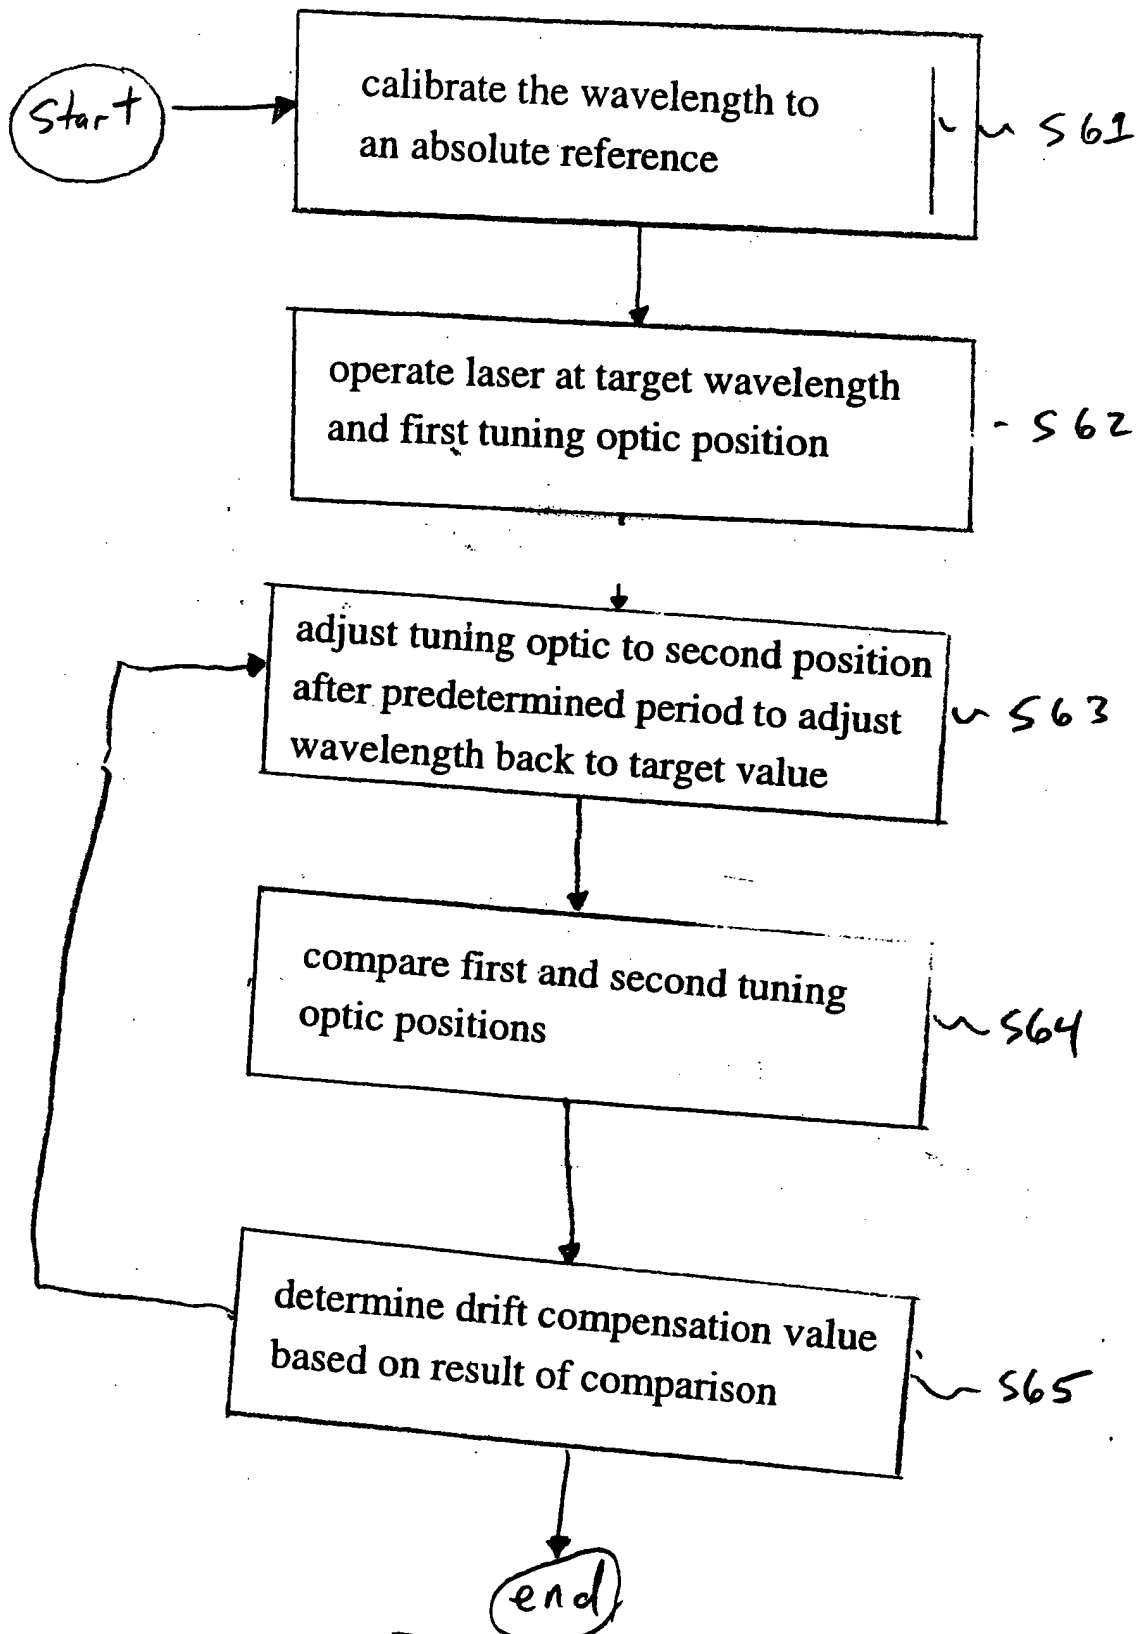 start
calibrate the wavelength to
an absolute reference
S61
operate laser at target wavelength
and first tuning optic position
S62
adjust tuning optic to second position
after predetermined period to adjust
wavelength back to target value
S63
compare first and second tuning
optic positions
S64
determine drift compensation value
based on result of comparison
S65
end